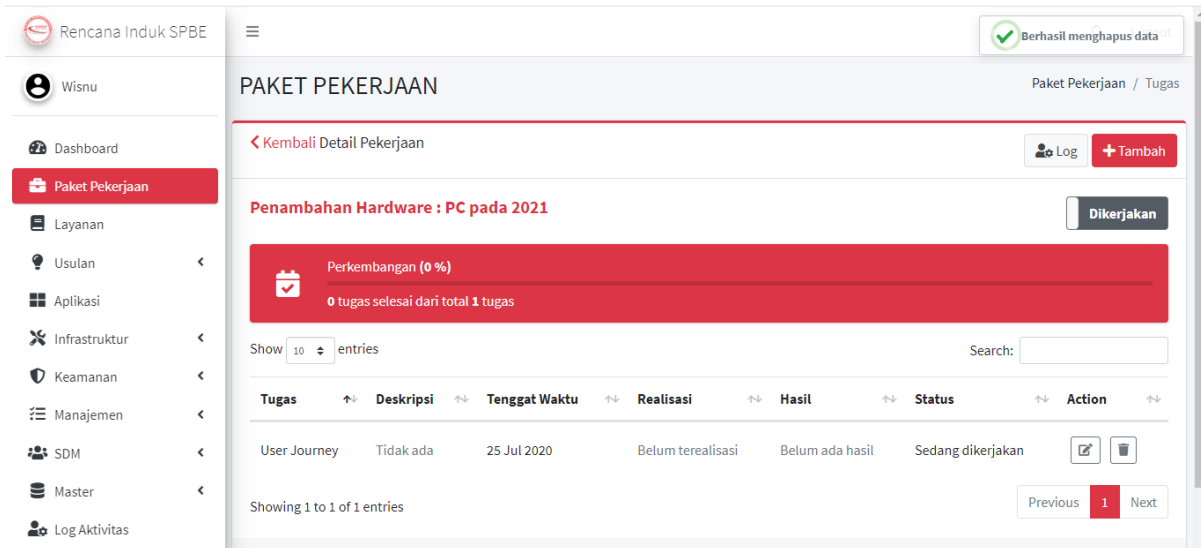 Rencana Induk SPBE
Berhasil menghapus data
Wisnu
PAKET PEKERJAAN
Paket Pekerjaan / Tugas
Dashboard
Paket Pekerjaan
Layanan
Usulan
Aplikasi
Infrastruktur
Keamanan
Manajemen
SDM
Master
Log Aktivitas
Kembali Detail Pekerjaan
Log
Tambah
Penambahan Hardware : PC pada 2021
Dikerjakan
Perkembangan (0 %)
0 tugas selesai dari total 1 tugas
Show 10 entries
Search:
Tugas Deskripsi Tenggat Waktu Realisasi Hasil Status Action
User Journey Tidak ada 25 Jul 2020 Belum terealisasi Belum ada hasil Sedang dikerjakan
Showing 1 to 1 of 1 entries
Previous 1 Next